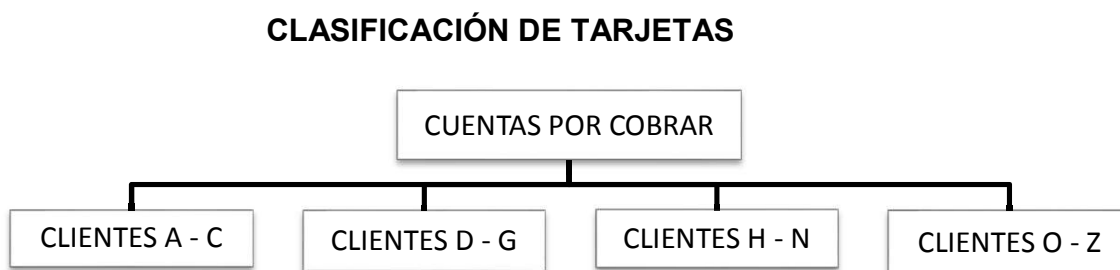 CLASIFICACIÓN DE TARJETAS
CUENTAS POR COBRAR
CLIENTES A - C
CLIENTES D - G
CLIENTES H - N
CLIENTES O - Z